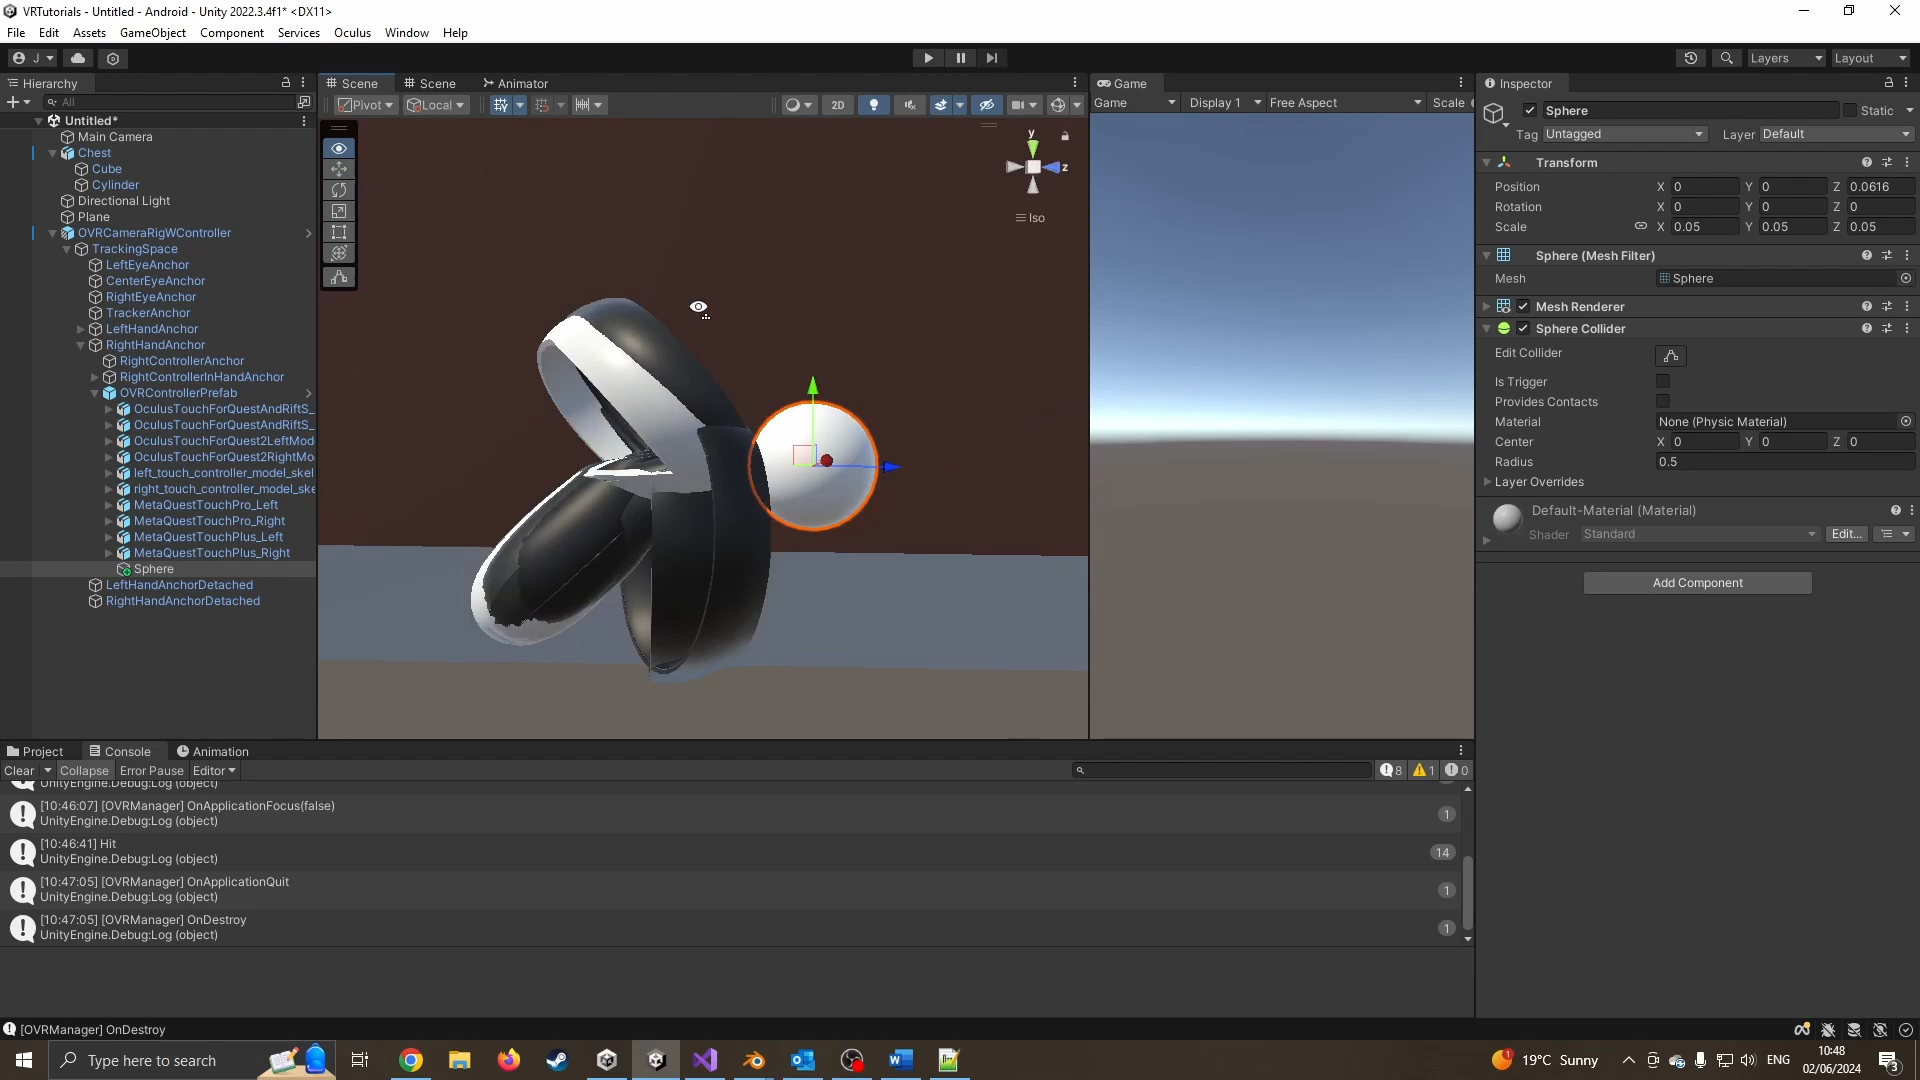 VRTutorials - Untitled - Android - Unity 2022.3.4f1* <DX11>
File Edit Assets GameObject Component Services Oculus Window Help
J Layers Layout
Hierarchy
All
Untitled*
Main Camera
Chest
Cube
Cylinder
Directional Light
Plane
OVRCameraRigWController
TrackingSpace
LeftEyeAnchor
CenterEyeAnchor
RightEyeAnchor
TrackerAnchor
LeftHandAnchor
RightHandAnchor
RightControllerAnchor
RightControllerInHandAnchor
OVRControllerPrefab
OculusTouchForQuestAndRiftS_
OculusTouchForQuestAndRiftS_
OculusTouchForQuest2LeftMod
OculusTouchForQuest2RightMo
left_touch_controller_model_skel
right_touch_controller_model_ske
MetaQuestTouchPro_Left
MetaQuestTouchPro_Right
MetaQuestTouchPlus_Left
MetaQuestTouchPlus_Right
Sphere
LeftHandAnchorDetached
RightHandAnchorDetached
Scene Scene Animator
Pivot Local 2D
y
z
Iso
Game
Game Display 1 Free Aspect Scale
Inspector
Sphere Static
Tag Untagged Layer Default
Transform
Position X 0 Y 0 Z 0.0616
Rotation X 0 Y 0 Z 0
Scale X 0.05 Y 0.05 Z 0.05
Sphere (Mesh Filter)
Mesh Sphere
Mesh Renderer
Sphere Collider
Edit Collider
Is Trigger
Provides Contacts
Material None (Physic Material)
Center X 0 Y 0 Z 0
Radius 0.5
Layer Overrides
Default-Material (Material)
Shader Standard Edit...
Add Component
Project Console Animation
Clear Collapse Error Pause Editor 8 1 0
UnityEngine.Debug:Log (object)
[10:46:07] [OVRManager] OnApplicationFocus(false)
UnityEngine.Debug:Log (object)
1
[10:46:41] Hit
UnityEngine.Debug:Log (object)
14
[10:47:05] [OVRManager] OnApplicationQuit
UnityEngine.Debug:Log (object)
1
[10:47:05] [OVRManager] OnDestroy
UnityEngine.Debug:Log (object)
1
[OVRManager] OnDestroy
Type here to search
19°C Sunny ENG
10:48
02/06/2024
3